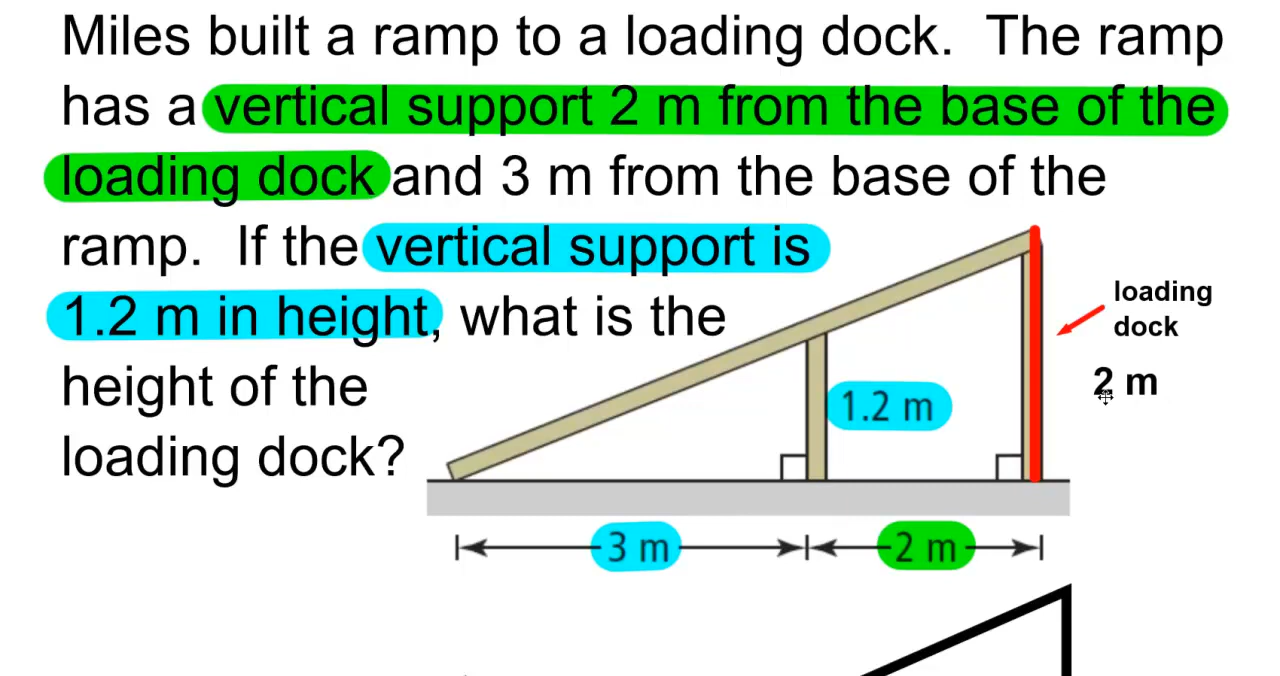 Miles built a ramp to a loading dock. The ramp
has a vertical support 2 m from the base of the
loading dock and 3 m from the base of the
ramp. If the vertical support is
1.2 m in height, what is the
height of the
loading dock?
loading
dock
2 m
1.2 m
3 m
2 m